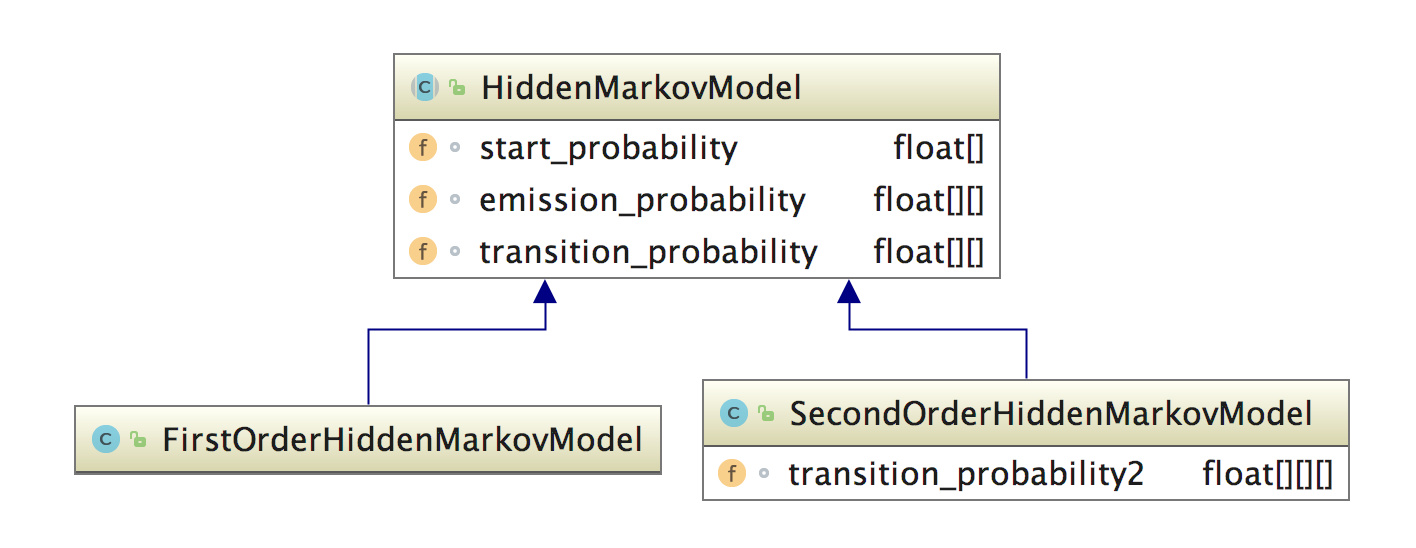 C HiddenMarkovModel
f start_probability float[]
f emission_probability float[][]
f transition_probability float[][]
C FirstOrderHiddenMarkovModel
C SecondOrderHiddenMarkovModel
f transition_probability2 float[][][]